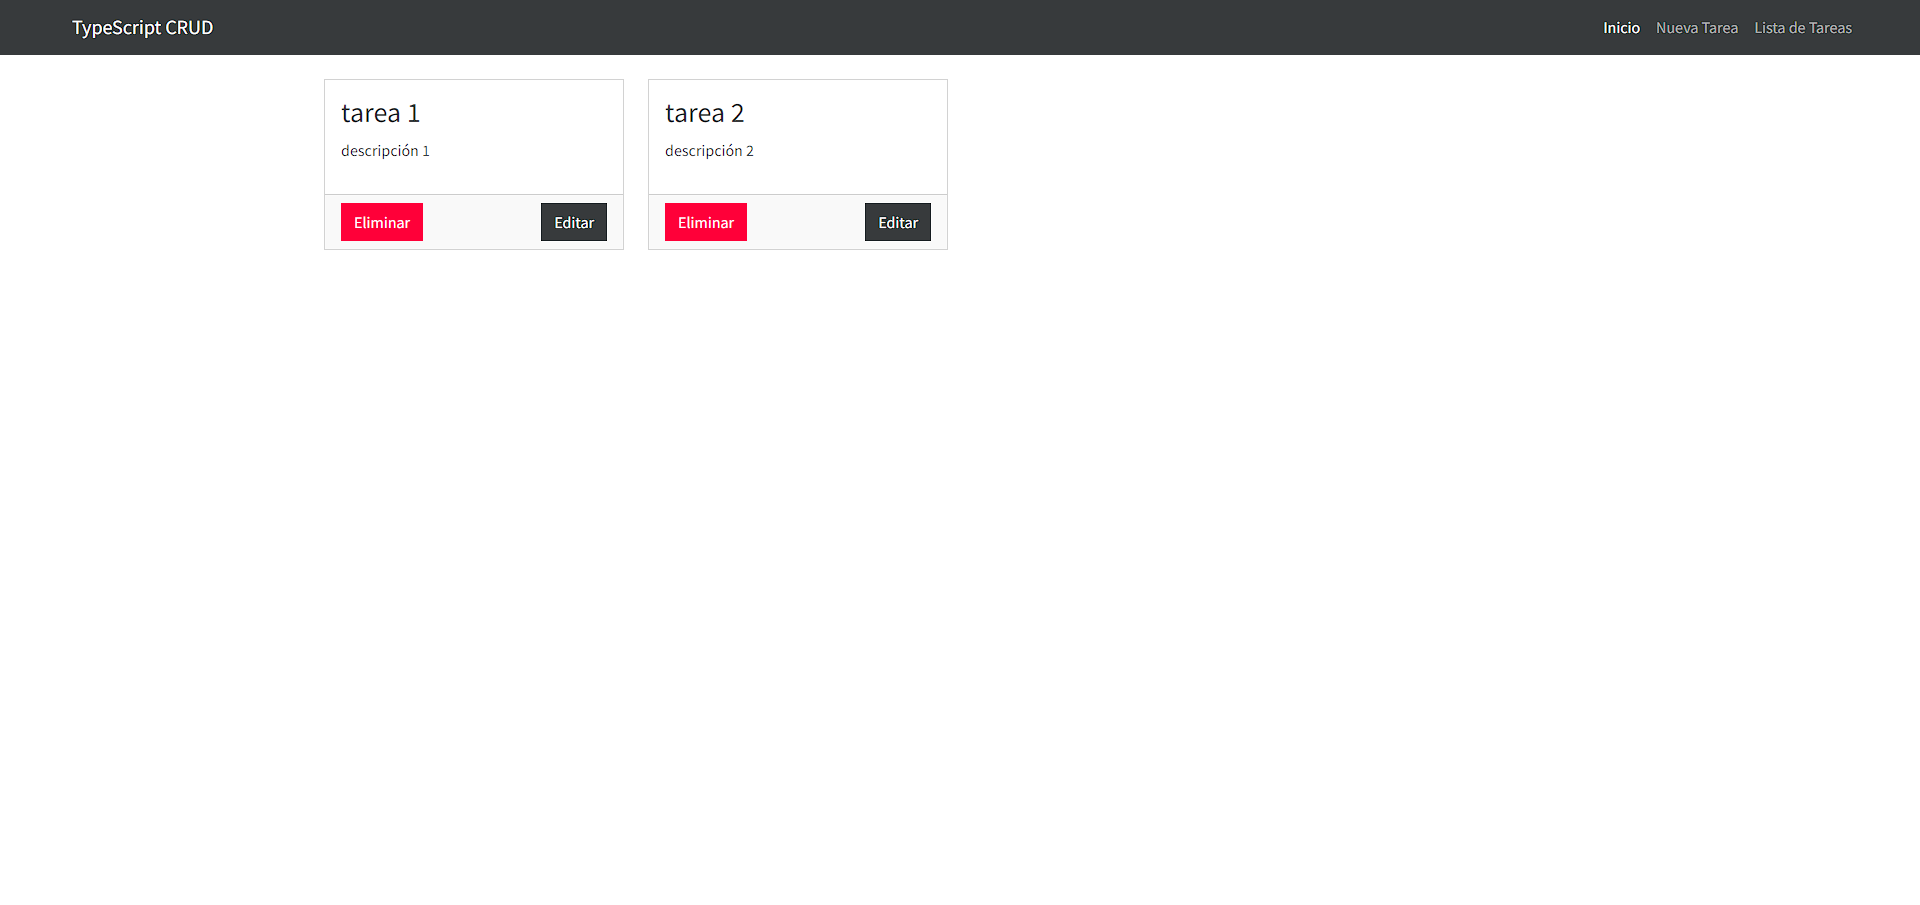 TypeScript CRUD
Inicio Nueva Tarea Lista de Tareas
tarea 1
descripción 1
Eliminar Editar
tarea 2
descripción 2
Eliminar Editar